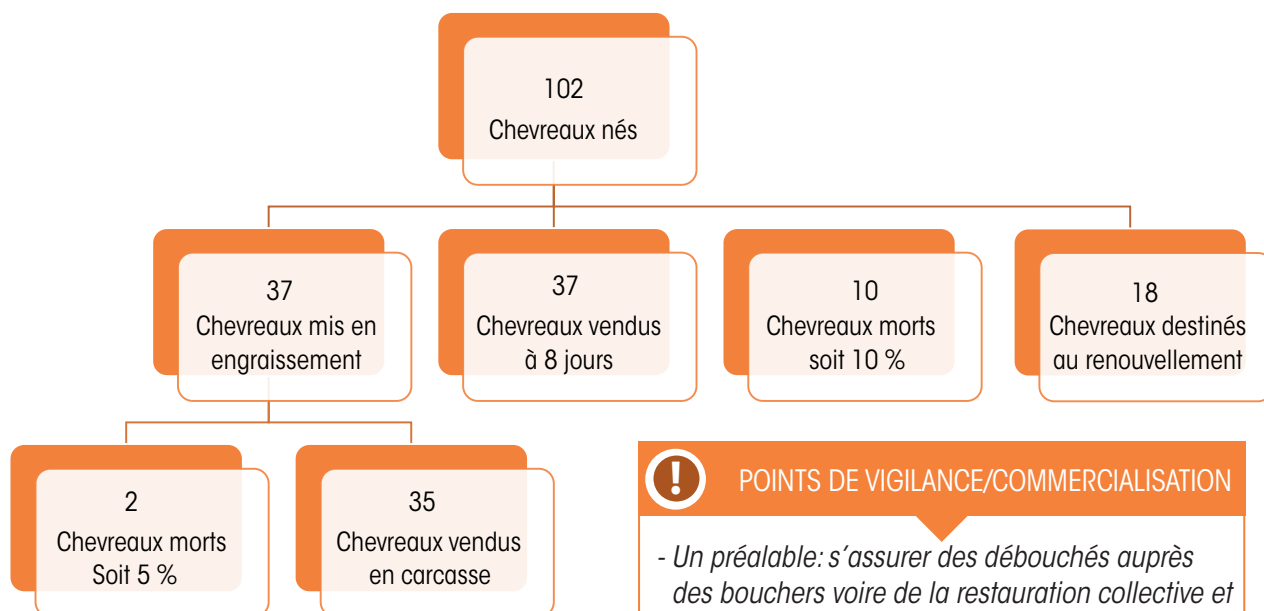 102
Chevreaux nés
37
Chevreaux mis en
engraissement
37
Chevreaux vendus
à 8 jours
10
Chevreaux morts
soit 10 %
18
Chevreaux destinés
au renouvellement
2
Chevreaux morts
Soit 5 %
35
Chevreaux vendus
en carcasse
! POINTS DE VIGILANCE/COMMERCIALISATION
- Un préalable: s'assurer des débouchés auprès
des bouchers voire de la restauration collective et